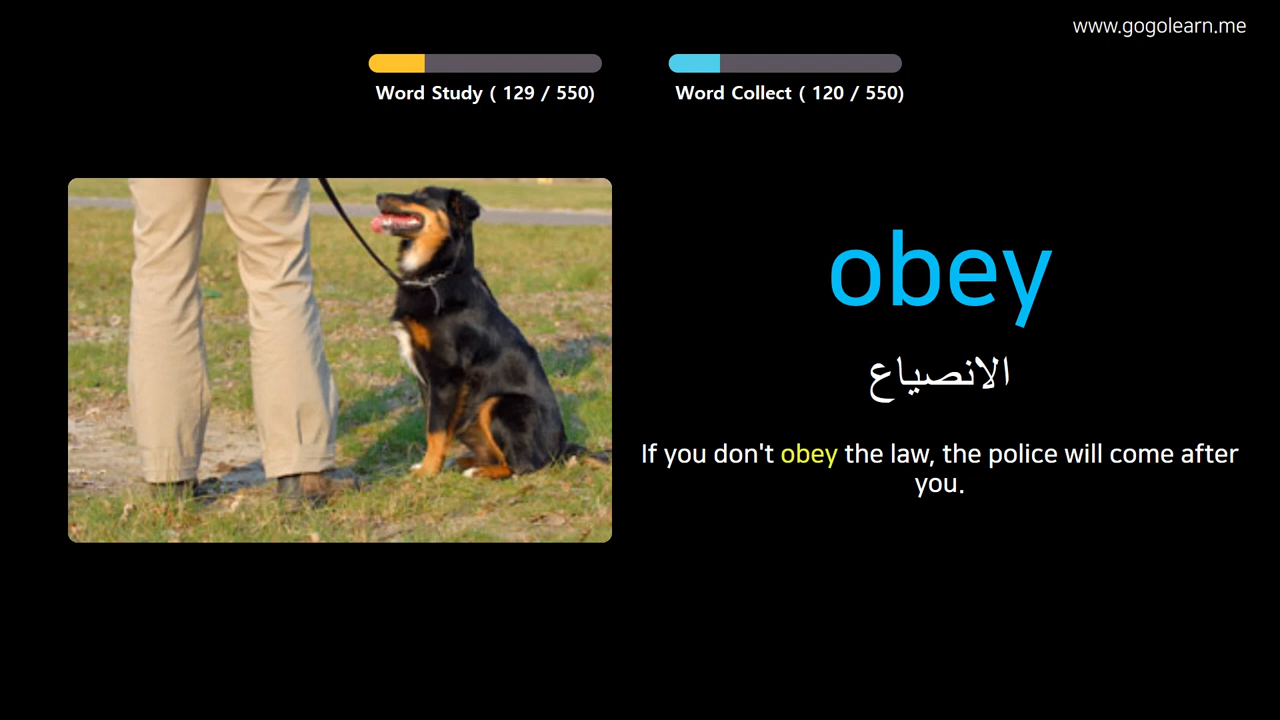 www.gogolearn.me
Word Study ( 129 / 550)
Word Collect ( 120 / 550)
obey
الانصياع
If you don't obey the law, the police will come after
you.